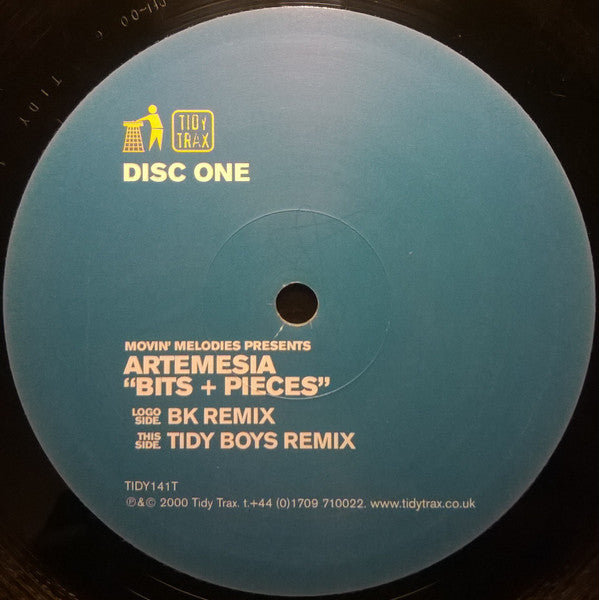 TIDY
TIDY
TRAX
DISC ONE
MOVIN' MELODIES PRESENTS
ARTEMESIA
“BITS + PIECES”
LOGO SIDE. BK REMIX
THIS SIDE. TIDY BOYS REMIX
TIDY141T
℗&© 2000 Tidy Trax. t.+44 (0)1709 710022. www.tidytrax.co.uk